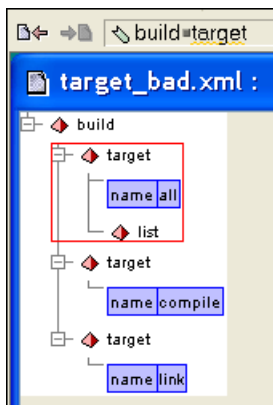 build=target
target_bad.xml :
build
target
name all
list
target
name compile
target
name link